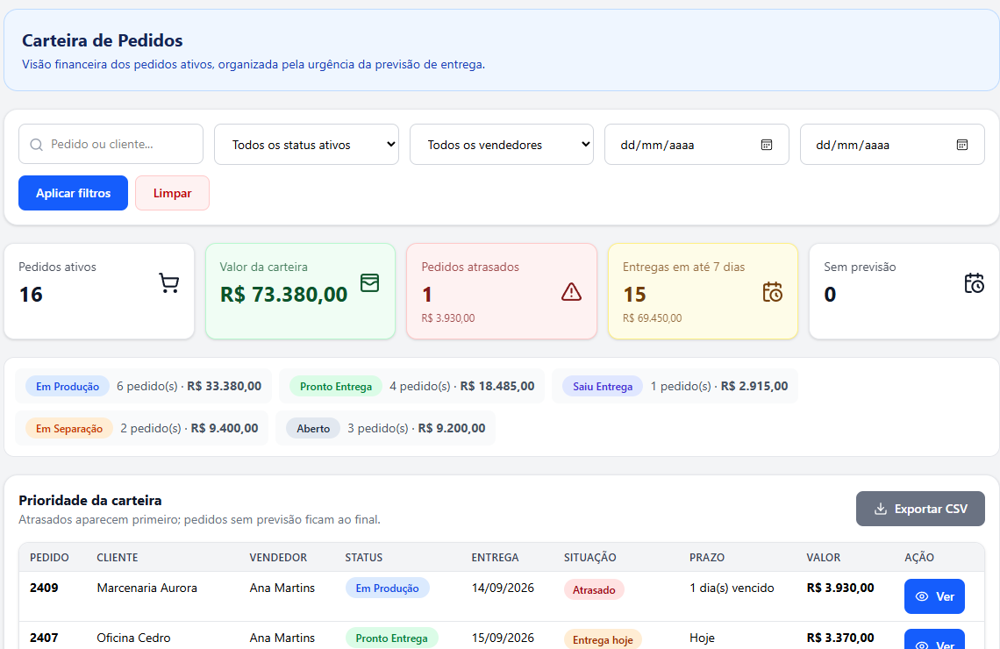 Carteira de Pedidos
Visão financeira dos pedidos ativos, organizada pela urgência da previsão de entrega.
Pedido ou cliente...
Todos os status ativos
Todos os vendedores
dd/mm/aaaa
dd/mm/aaaa
Aplicar filtros
Limpar
Pedidos ativos
16
Valor da carteira
R$ 73.380,00
Pedidos atrasados
1
R$ 3.930,00
Entregas em até 7 dias
15
R$ 69.450,00
Sem previsão
0
Em Produção 6 pedido(s) · R$ 33.380,00
Pronto Entrega 4 pedido(s) · R$ 18.485,00
Saiu Entrega 1 pedido(s) · R$ 2.915,00
Em Separação 2 pedido(s) · R$ 9.400,00
Aberto 3 pedido(s) · R$ 9.200,00
Prioridade da carteira
Atrasados aparecem primeiro; pedidos sem previsão ficam ao final.
Exportar CSV
PEDIDO CLIENTE VENDEDOR STATUS ENTREGA SITUAÇÃO PRAZO VALOR AÇÃO
2409 Marcenaria Aurora Ana Martins Em Produção 14/09/2026 Atrasado 1 dia(s) vencido R$ 3.930,00 Ver
2407 Oficina Cedro Ana Martins Pronto Entrega 15/09/2026 Entrega hoje Hoje R$ 3.370,00 Ver